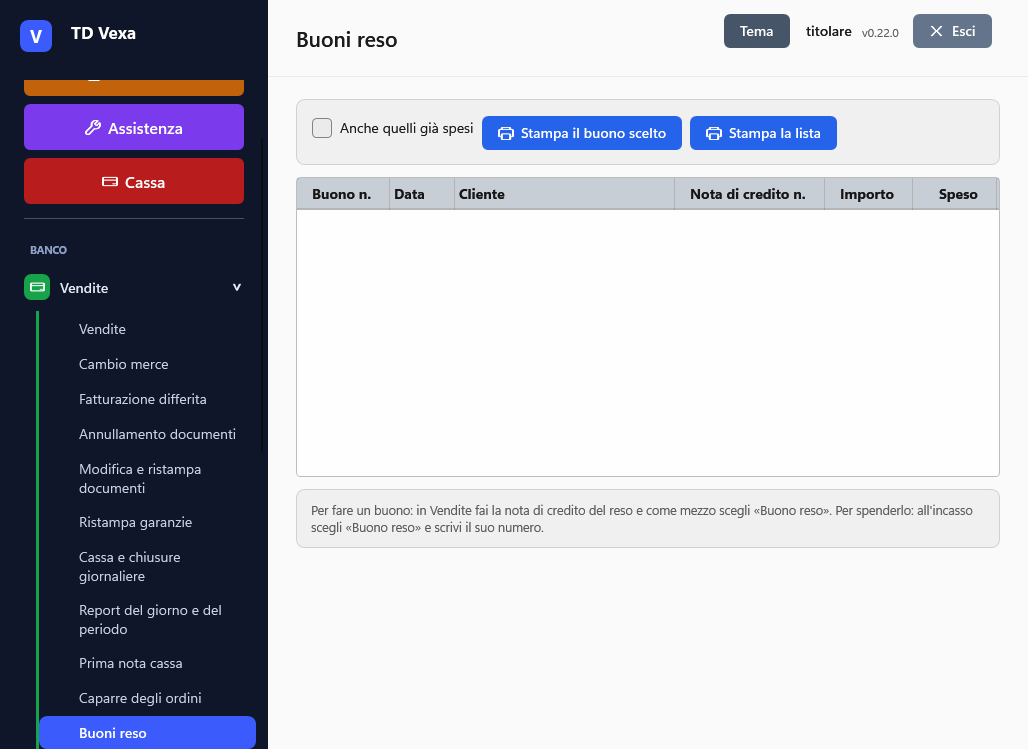 V TD Vexa
Assistenza
Cassa
BANCO
Vendite
Vendite
Cambio merce
Fatturazione differita
Annullamento documenti
Modifica e ristampa
documenti
Ristampa garanzie
Cassa e chiusure
giornaliere
Report del giorno e del
periodo
Prima nota cassa
Caparre degli ordini
Buoni reso
Buoni reso
Tema titolare v0.22.0 Esci
Anche quelli già spesi Stampa il buono scelto Stampa la lista
Buono n. Data Cliente Nota di credito n. Importo Speso
Per fare un buono: in Vendite fai la nota di credito del reso e come mezzo scegli «Buono reso». Per spenderlo: all'incasso
scegli «Buono reso» e scrivi il suo numero.